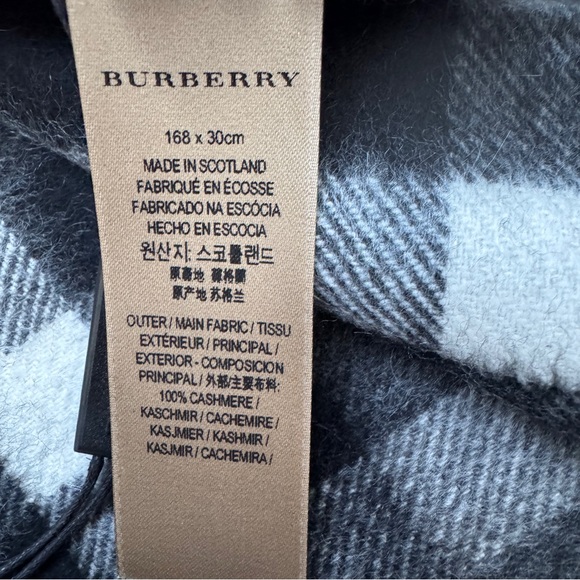 BURBERRY
168 x 30cm
MADE IN SCOTLAND
FABRIQUÉ EN ÉCOSSE
FABRICADO NA ESCÓCIA
HECHO EN ESCOCIA
원산지: 스코틀랜드
原產地 蘇格蘭
原产地 苏格兰
OUTER / MAIN FABRIC / TISSU
EXTÉRIEUR / PRINCIPAL /
EXTERIOR - COMPOSICION
PRINCIPAL / 外部/主要布料:
100% CASHMERE /
KASCHMIR / CACHEMIRE /
KASJMIER / KASHMIR /
KASJMIR / CACHEMIRA /